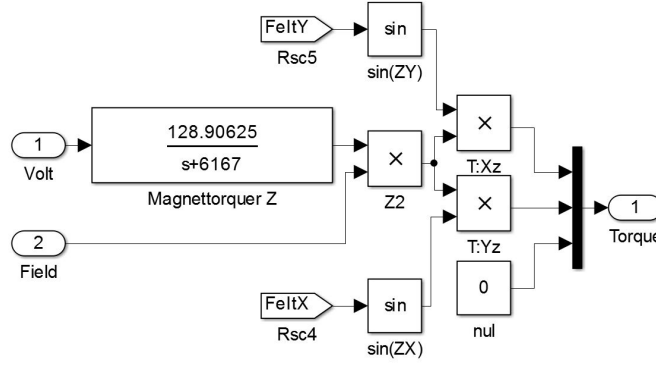 FeltY
Rsc5
sin
sin(ZY)
1
Volt
128.90625
s+6167
Magnettorquer Z
×
Z2
×
T:Xz
×
T:Yz
2
Field
FeltX
Rsc4
sin
sin(ZX)
0
nul
1
Torque